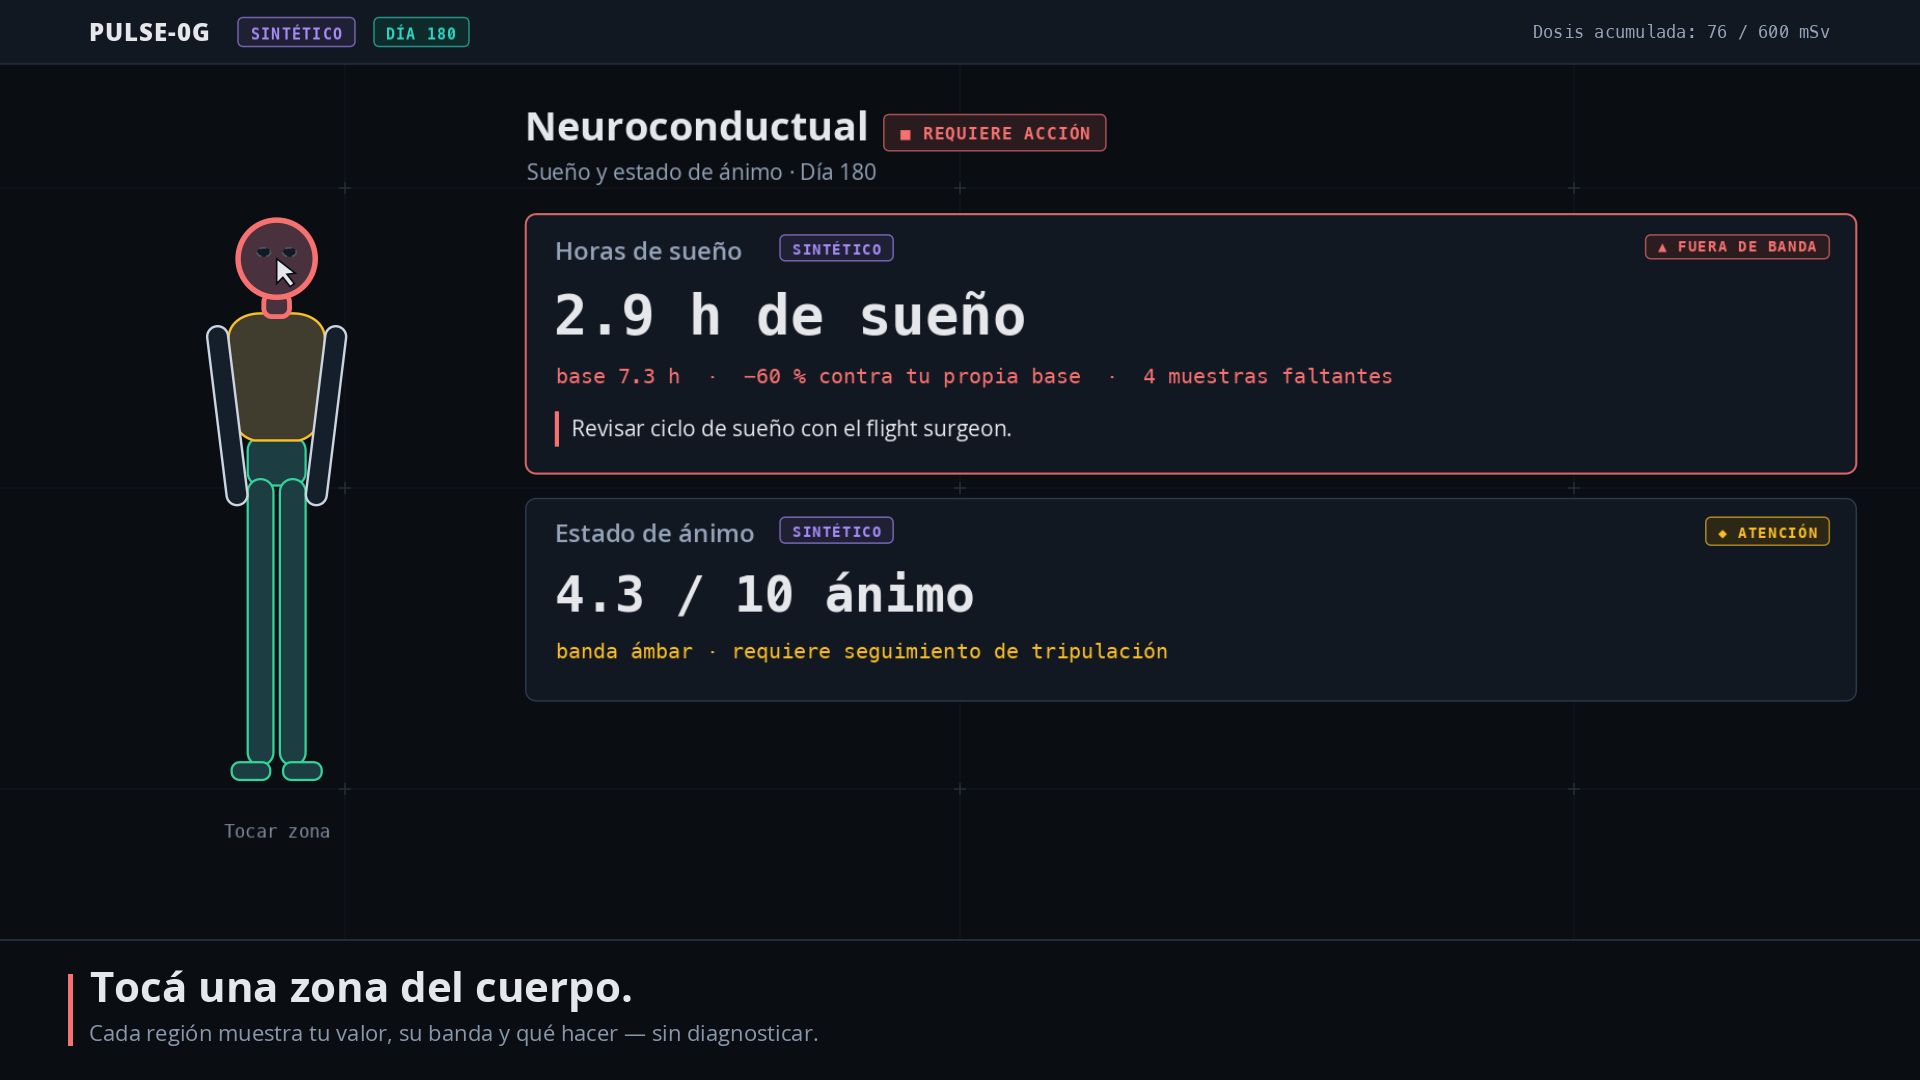 PULSE-0G
SINTÉTICO
DÍA 180
Dosis acumulada: 76 / 600 mSv
Neuroconductual
■ REQUIERE ACCIÓN
Sueño y estado de ánimo · Día 180
Horas de sueño
SINTÉTICO
▲ FUERA DE BANDA
2.9 h de sueño
base 7.3 h · −60 % contra tu propia base · 4 muestras faltantes
Revisar ciclo de sueño con el flight surgeon.
Estado de ánimo
SINTÉTICO
◆ ATENCIÓN
4.3 / 10 ánimo
banda ámbar · requiere seguimiento de tripulación
Tocar zona
Tocá una zona del cuerpo.
Cada región muestra tu valor, su banda y qué hacer — sin diagnosticar.